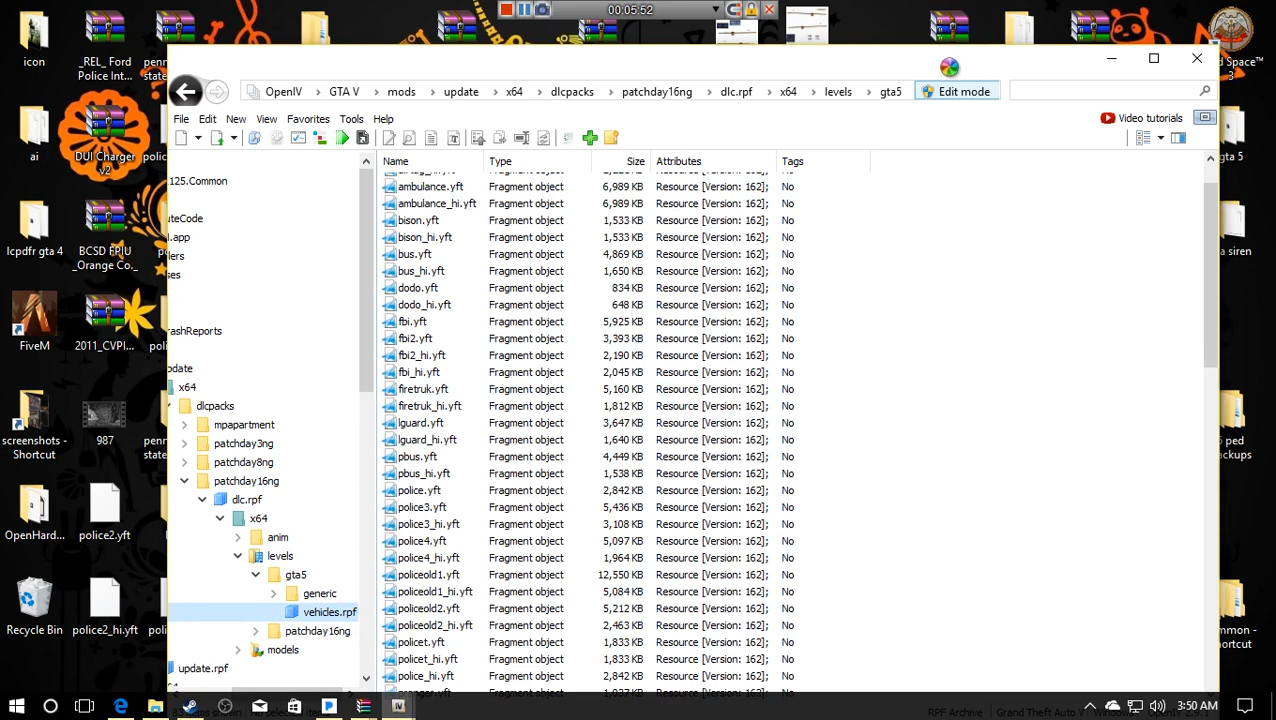 00:05:52
icon
_REL_ Ford
Police Int...
penn
state
d Space™
3
ai
DUI Charger
v2
polic
gta 5
lcpdfr gta 4
BCSD FPIU
_Orange Co._
a siren
FiveM
2011_CVPI...
poli
screenshots -
Shortcut
987
penn
state
6 ped
backups
OpenHard...
police2.yft
Recycle Bin
police2_hi.yft
poli
mmon -
hortcut
OpenIV
GTA V
mods
update
x64
dlcpacks
patchday16ng
dlc.rpf
x64
levels
gta5
Edit mode
File
Edit
New
View
Favorites
Tools
Help
Video tutorials
125.Common
uteCode
l.app
lers
ses
rashReports
pdate
x64
dlcpacks
mpapartment
patchday3ng
patchday8ng
patchday16ng
dlc.rpf
x64
anim
levels
gta5
generic
vehicles.rpf
patchday16ng
models
update.rpf
Name Type Size Attributes Tags
ambulance.yft Fragment object 6,989 KB Resource [Version: 162]; No
ambulance_hi.yft Fragment object 6,989 KB Resource [Version: 162]; No
bison.yft Fragment object 1,533 KB Resource [Version: 162]; No
bison_hi.yft Fragment object 1,533 KB Resource [Version: 162]; No
bus.yft Fragment object 4,869 KB Resource [Version: 162]; No
bus_hi.yft Fragment object 1,650 KB Resource [Version: 162]; No
dodo.yft Fragment object 834 KB Resource [Version: 162]; No
dodo_hi.yft Fragment object 648 KB Resource [Version: 162]; No
fbi.yft Fragment object 5,925 KB Resource [Version: 162]; No
fbi2.yft Fragment object 3,393 KB Resource [Version: 162]; No
fbi2_hi.yft Fragment object 2,190 KB Resource [Version: 162]; No
fbi_hi.yft Fragment object 2,045 KB Resource [Version: 162]; No
firetruk.yft Fragment object 5,160 KB Resource [Version: 162]; No
firetruk_hi.yft Fragment object 1,812 KB Resource [Version: 162]; No
lguard.yft Fragment object 3,647 KB Resource [Version: 162]; No
lguard_hi.yft Fragment object 1,640 KB Resource [Version: 162]; No
pbus.yft Fragment object 4,449 KB Resource [Version: 162]; No
pbus_hi.yft Fragment object 1,538 KB Resource [Version: 162]; No
police.yft Fragment object 2,842 KB Resource [Version: 162]; No
police3.yft Fragment object 5,436 KB Resource [Version: 162]; No
police3_hi.yft Fragment object 3,108 KB Resource [Version: 162]; No
police4.yft Fragment object 5,097 KB Resource [Version: 162]; No
police4_hi.yft Fragment object 1,964 KB Resource [Version: 162]; No
policeold1.yft Fragment object 12,550 KB Resource [Version: 162]; No
policeold1_hi.yft Fragment object 2,084 KB Resource [Version: 162]; No
policeold2.yft Fragment object 5,212 KB Resource [Version: 162]; No
policeold2_hi.yft Fragment object 2,463 KB Resource [Version: 162]; No
policet.yft Fragment object 1,833 KB Resource [Version: 162]; No
policet_hi.yft Fragment object 1,833 KB Resource [Version: 162]; No
police_hi.yft Fragment object 2,842 KB Resource [Version: 162]; No
3:50 AM